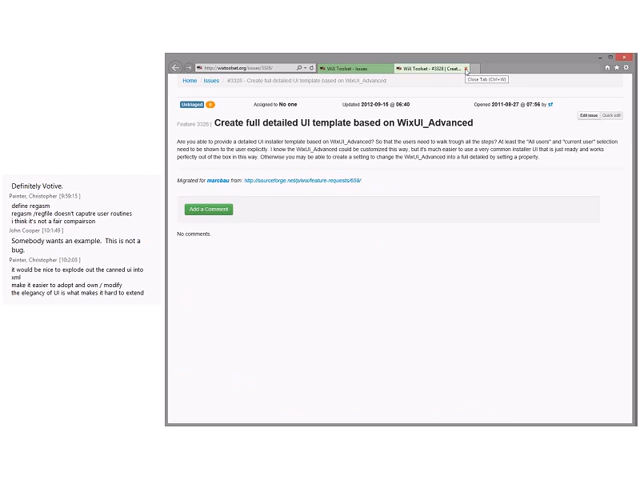 Definitely Votive.
Painter, Christopher [9:59:15 ]
define regasm
regasm /regfile doesn't caputre user routines
i think it's not a fair compairson
John Cooper [10:1:49 ]
Somebody wants an example. This is not a
bug.
Painter, Christopher [10:2:03 ]
it would be nice to explode out the canned ui into
xml
make it easier to adopt and own / modify
the elegancy of UI is what makes it hard to extend
http://wixtoolset.org/issues/3328/
WiX Toolset - Issues
WiX Toolset - #3328 | Creat...
Close Tab (Ctrl+W)
Home / Issues / #3328 - Create full detailed UI template based on WixUI_Advanced
Untriaged
Assigned to No one
Updated 2012-09-18 @ 06:40
Opened 2011-08-27 @ 07:56 by sf
Edit issue Quick edit
Feature 3328 | Create full detailed UI template based on WixUI_Advanced
Are you able to provide a detailed UI installer template based on WixUI_Advanced? So that the users need to walk trough all the steps? At least the "All users" and "current user" selection
need to be shown to the user explicitly. I know the WixUI_Advanced could be customized this way, but it's much easier to use a very common installer UI that is just ready and works
perfectly out of the box in this way. Otherwise you may be able to create a setting to change the WixUI_Advanced into a full detailed by setting a property.
Migrated for marcbau from: http://sourceforge.net/p/wix/feature-requests/659/
Add a Comment
No comments.